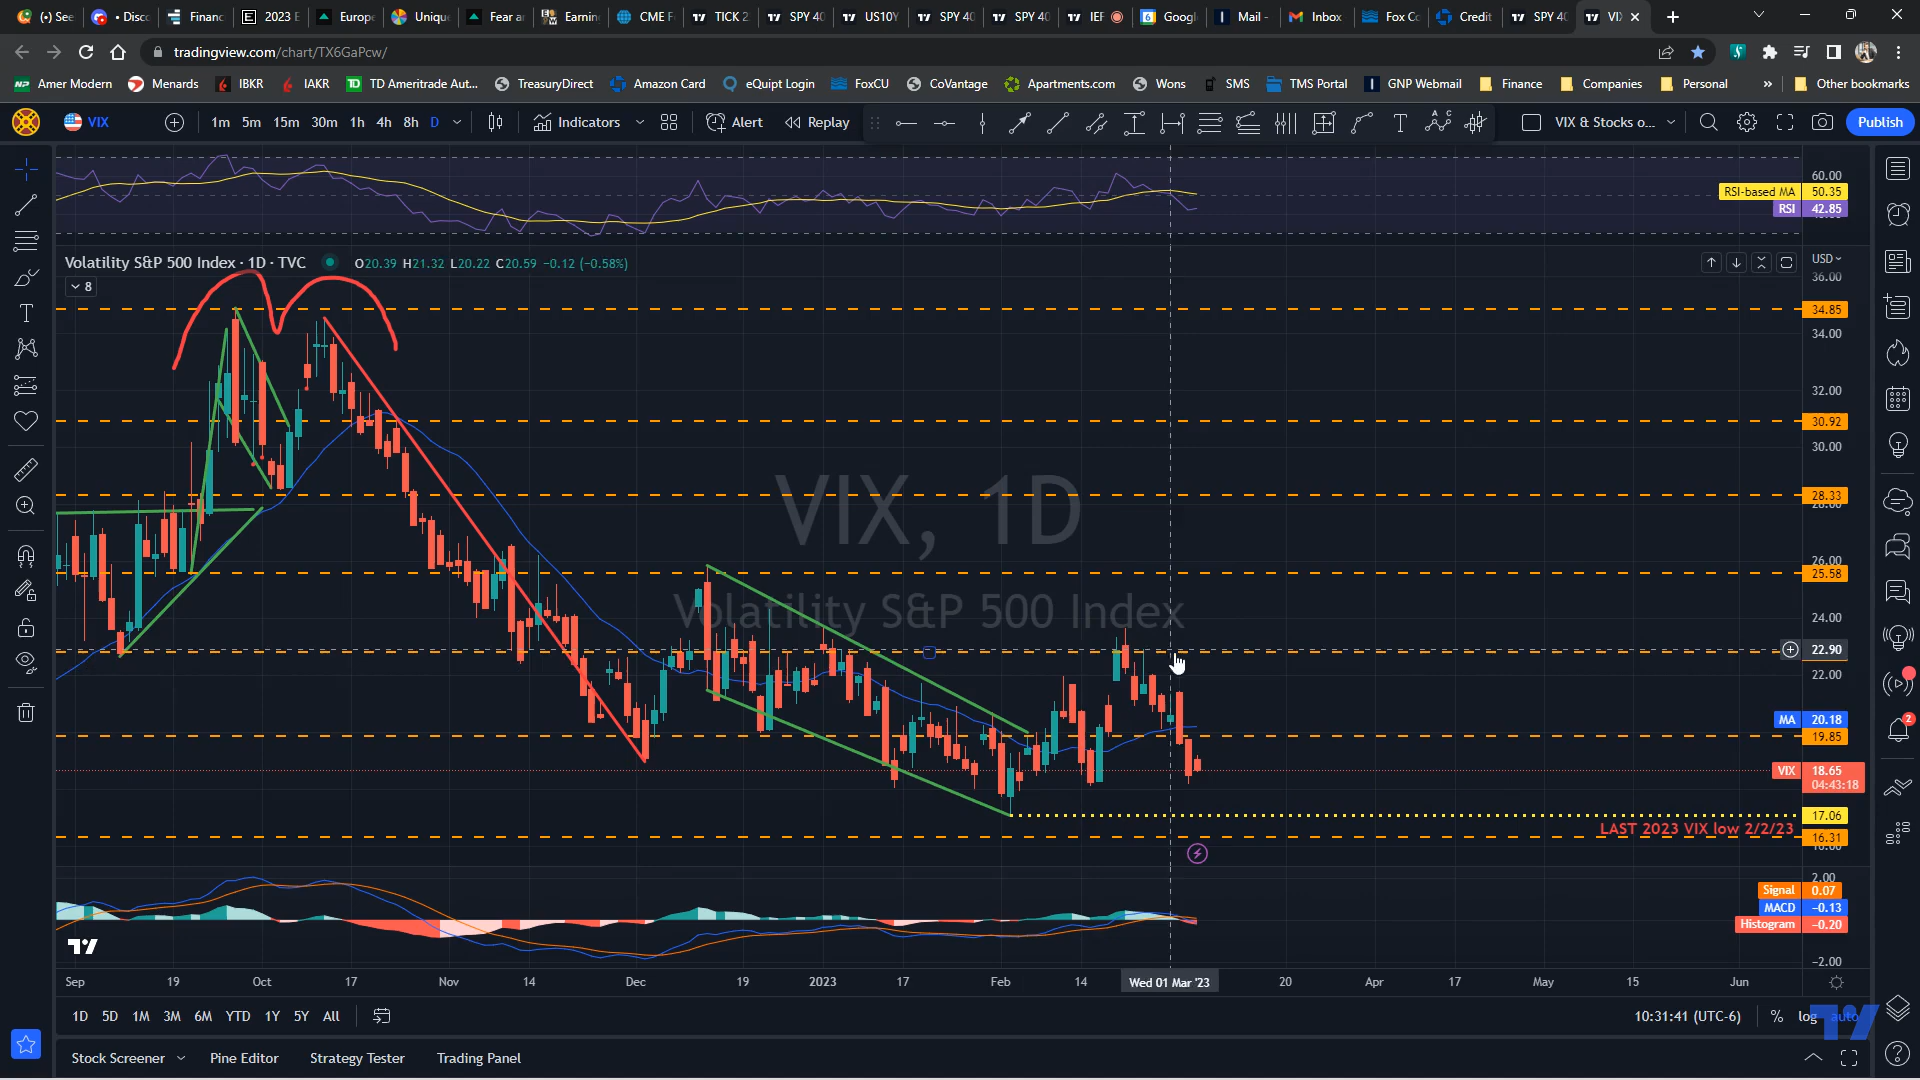 (·) See
• Disc
Financ
2023 E
Europe
Uniqu
Fear ar
Earnin
CME F
TICK 2
SPY 40
US10Y
SPY 40
SPY 40
IEF
Googl
Mail -
Inbox
Fox Co
Credit
SPY 40
VI
tradingview.com/chart/TX6GaPcw/
Amer Modern
Menards
IBKR
IAKR
TD Ameritrade Aut...
TreasuryDirect
Amazon Card
eQuipt Login
FoxCU
CoVantage
Apartments.com
Wons
SMS
TMS Portal
GNP Webmail
Finance
Companies
Personal
»
Other bookmarks
VIX
1m 5m 15m 30m 1h 4h 8h D
Indicators
Alert
Replay
VIX & Stocks o...
Publish
60.00
RSI-based MA 50.35
RSI 42.85
Volatility S&P 500 Index · 1D · TVC
O20.39 H21.32 L20.22 C20.59 −0.12 (−0.58%)
USD
8
36.00
34.85
34.00
32.00
30.92
30.00
28.33
28.00
VIX, 1D
26.00
25.58
Volatility S&P 500 Index
24.00
22.90
22.00
MA 20.18
19.85
VIX 18.65
04:43:18
17.06
LAST 2023 VIX low 2/2/23
16.31
16.00
2.00
Signal 0.07
MACD −0.13
Histogram −0.20
−2.00
Sep 19 Oct 17 Nov 14 Dec 19 2023 17 Feb 14 Wed 01 Mar '23 20 Apr 17 May 15 Jun
1D 5D 1M 3M 6M YTD 1Y 5Y All
10:31:41 (UTC-6)
% log auto
2
Stock Screener
Pine Editor
Strategy Tester
Trading Panel